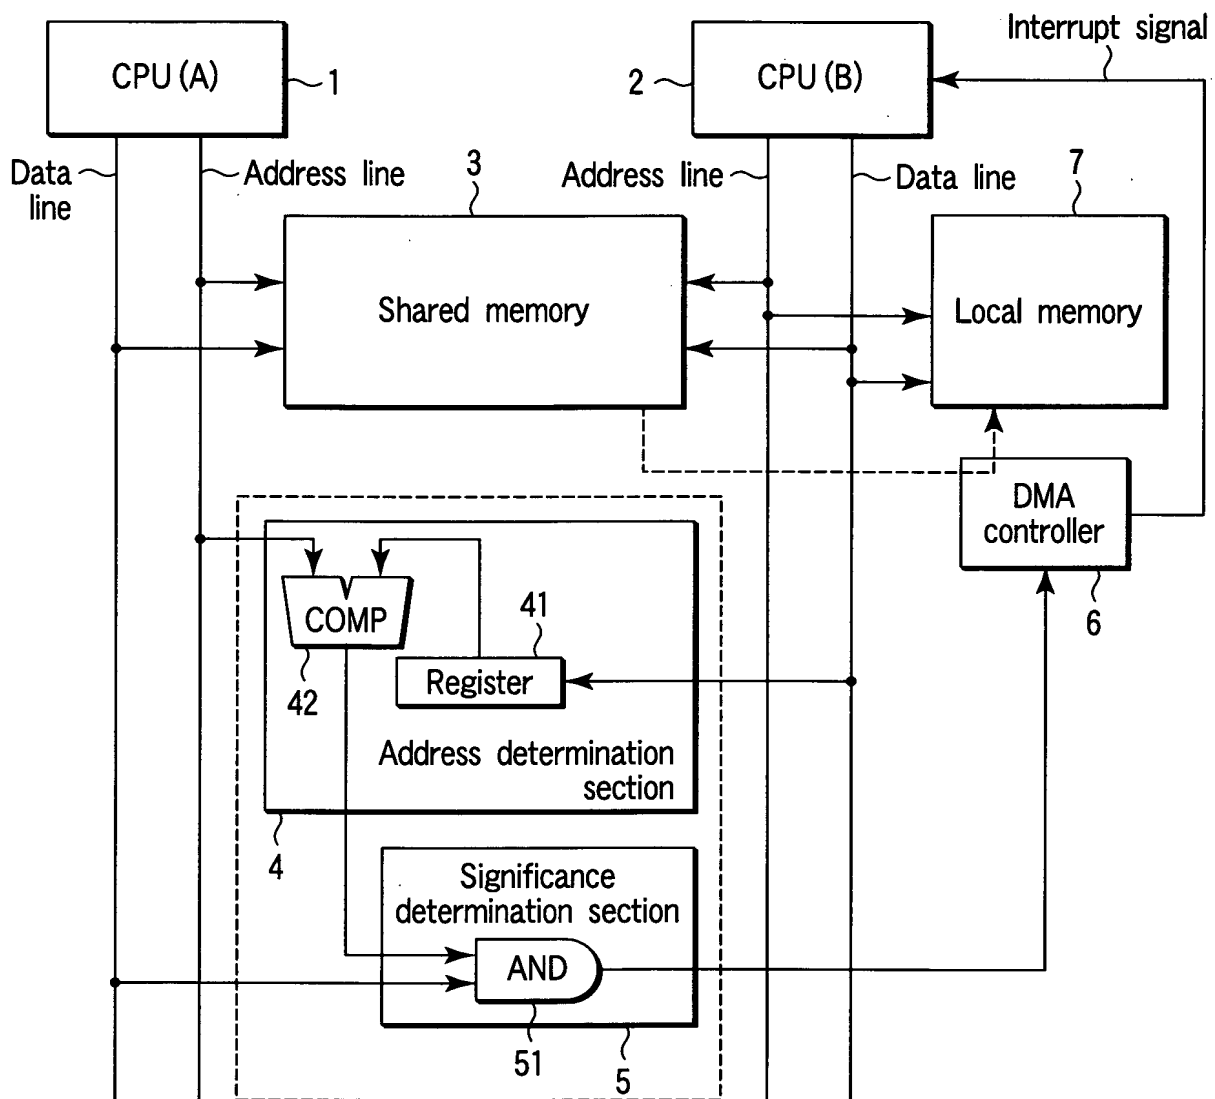 Interrupt signal
CPU (A)
1
2
CPU (B)
Data
line
Address line
3
Address line
Data line
7
Shared memory
Local memory
DMA
controller
6
COMP
42
41
Register
Address determination
section
4
Significance
determination section
AND
51
5